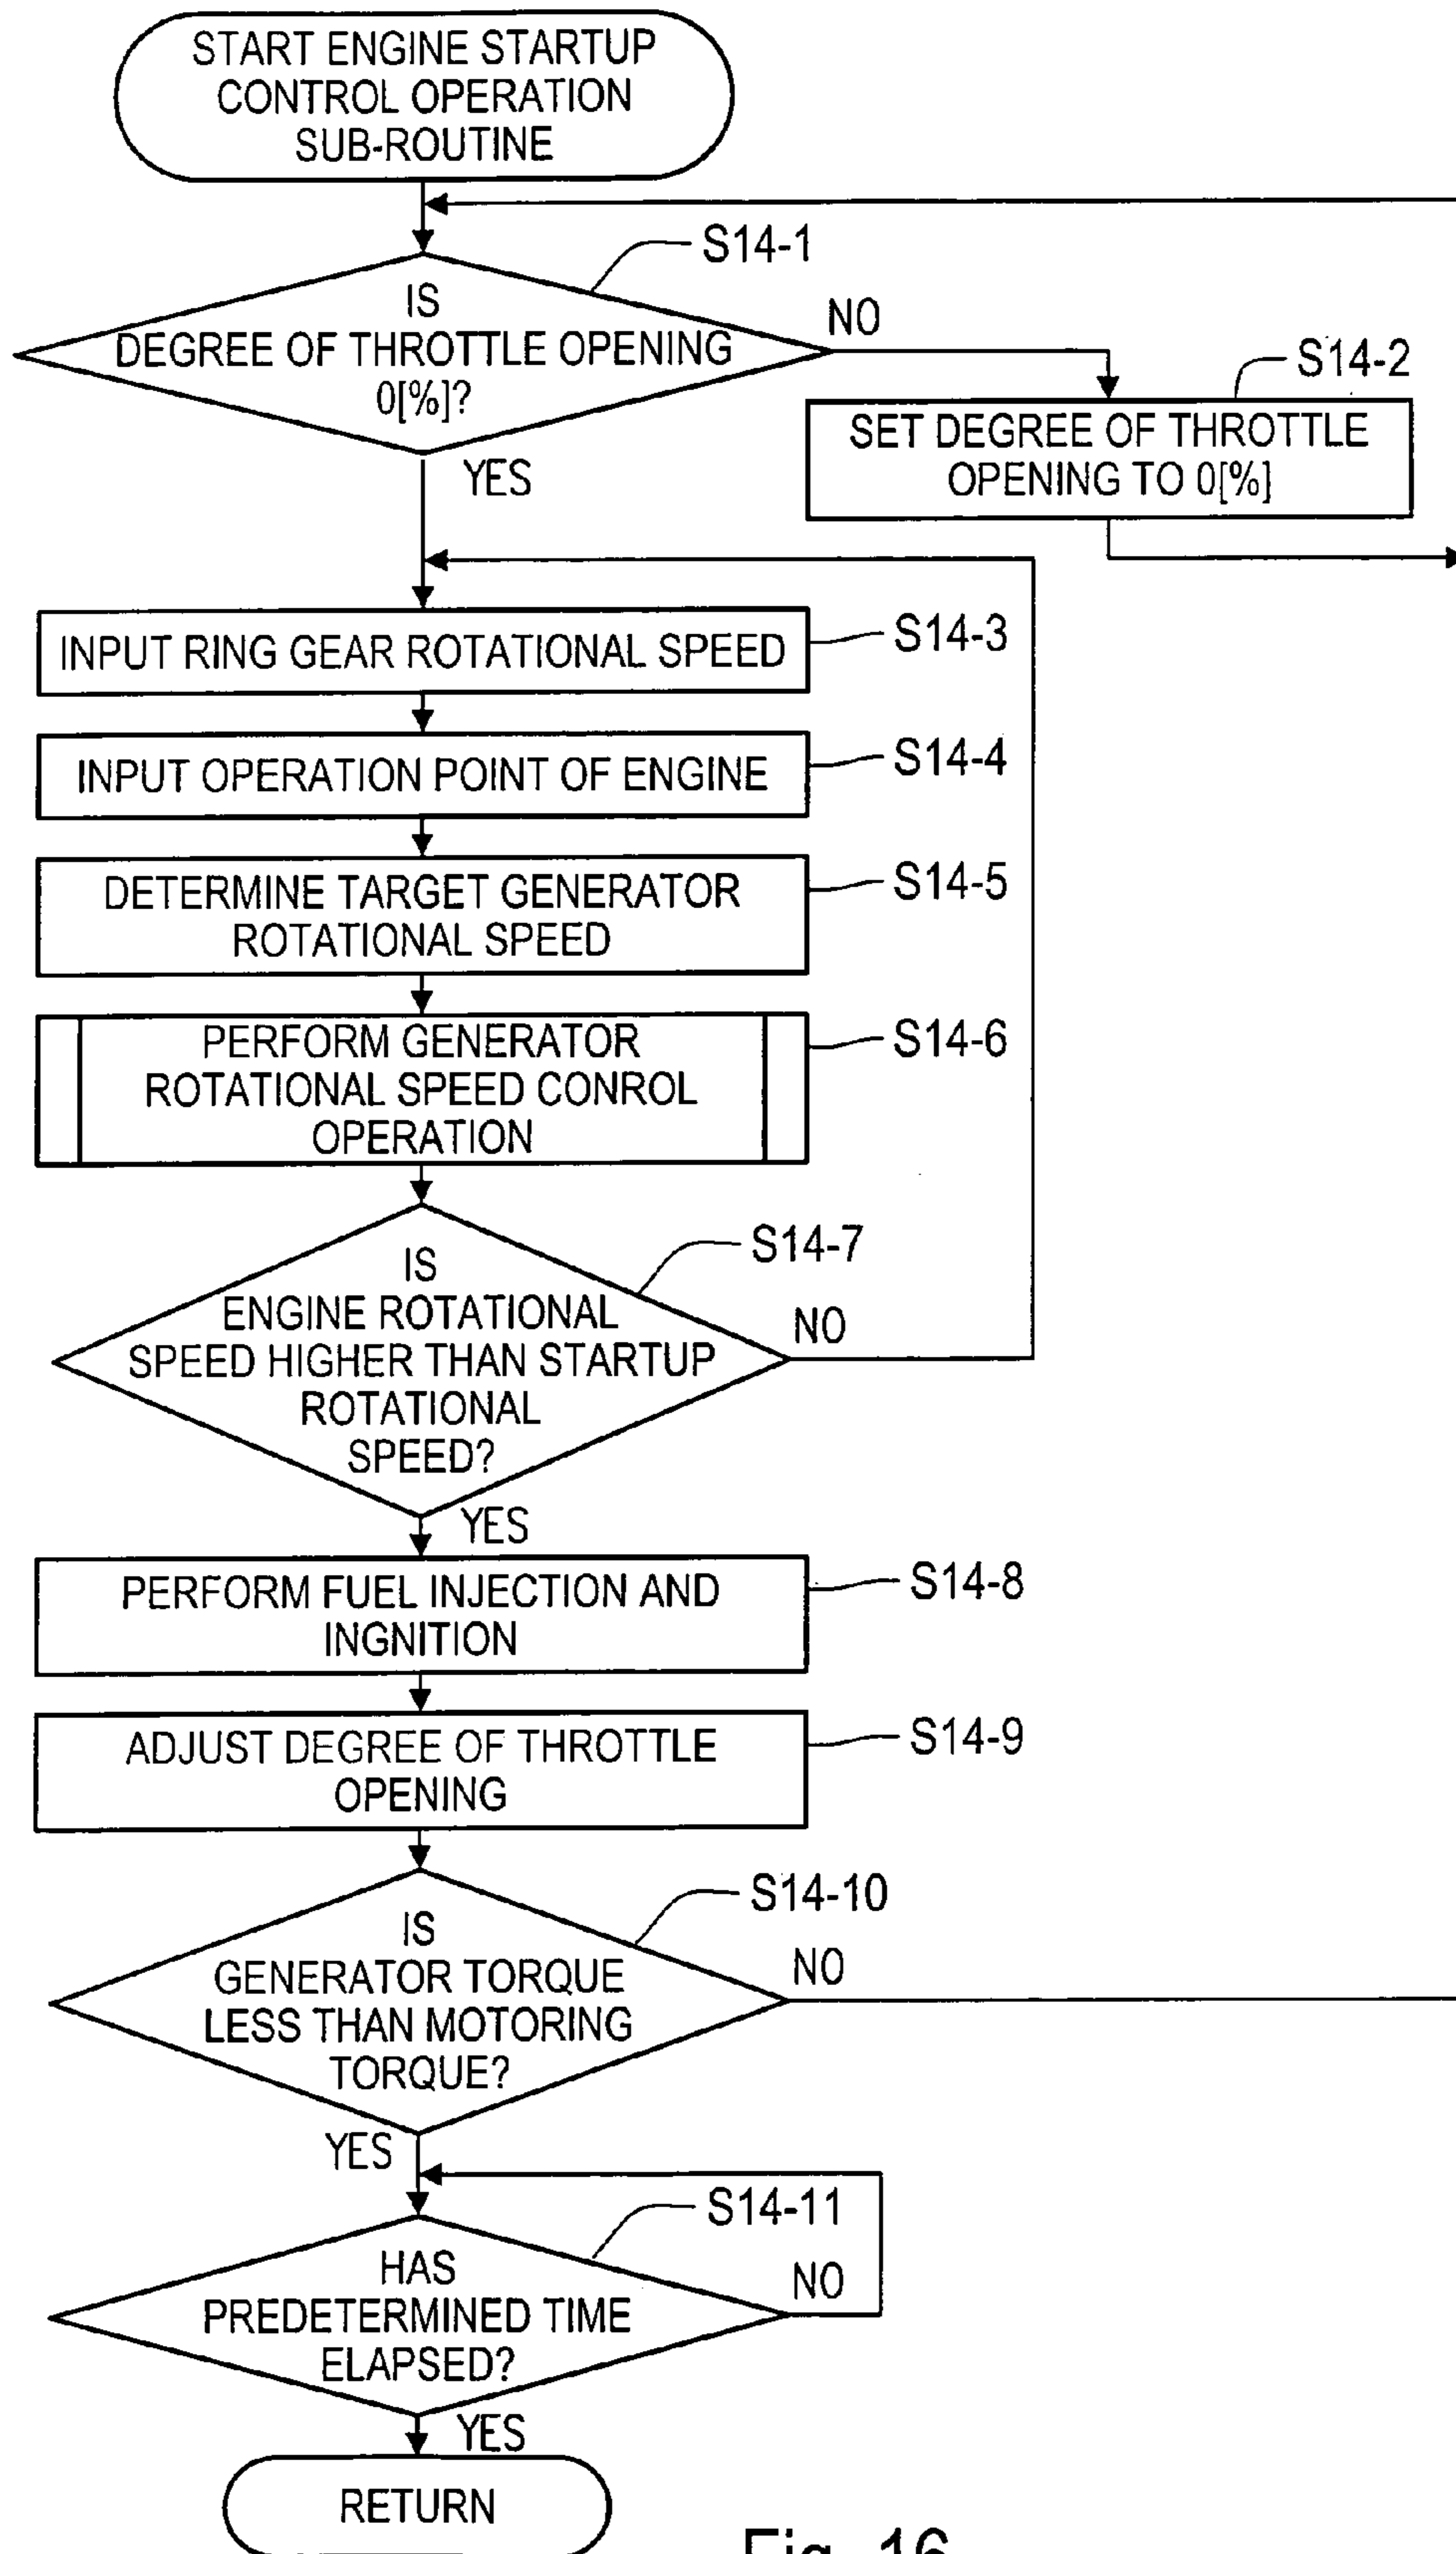 START ENGINE STARTUP
CONTROL OPERATION
SUB-ROUTINE
S14-1
IS
DEGREE OF THROTTLE OPENING
0[%]?
NO
S14-2
SET DEGREE OF THROTTLE
OPENING TO 0[%]
YES
INPUT RING GEAR ROTATIONAL SPEED
S14-3
INPUT OPERATION POINT OF ENGINE
S14-4
DETERMINE TARGET GENERATOR
ROTATIONAL SPEED
S14-5
PERFORM GENERATOR
ROTATIONAL SPEED CONROL
OPERATION
S14-6
IS
ENGINE ROTATIONAL
SPEED HIGHER THAN STARTUP
ROTATIONAL
SPEED?
S14-7
NO
YES
PERFORM FUEL INJECTION AND
INGNITION
S14-8
ADJUST DEGREE OF THROTTLE
OPENING
S14-9
IS
GENERATOR TORQUE
LESS THAN MOTORING
TORQUE?
S14-10
NO
YES
S14-11
HAS
PREDETERMINED TIME
ELAPSED?
NO
YES
RETURN
Fig. 16